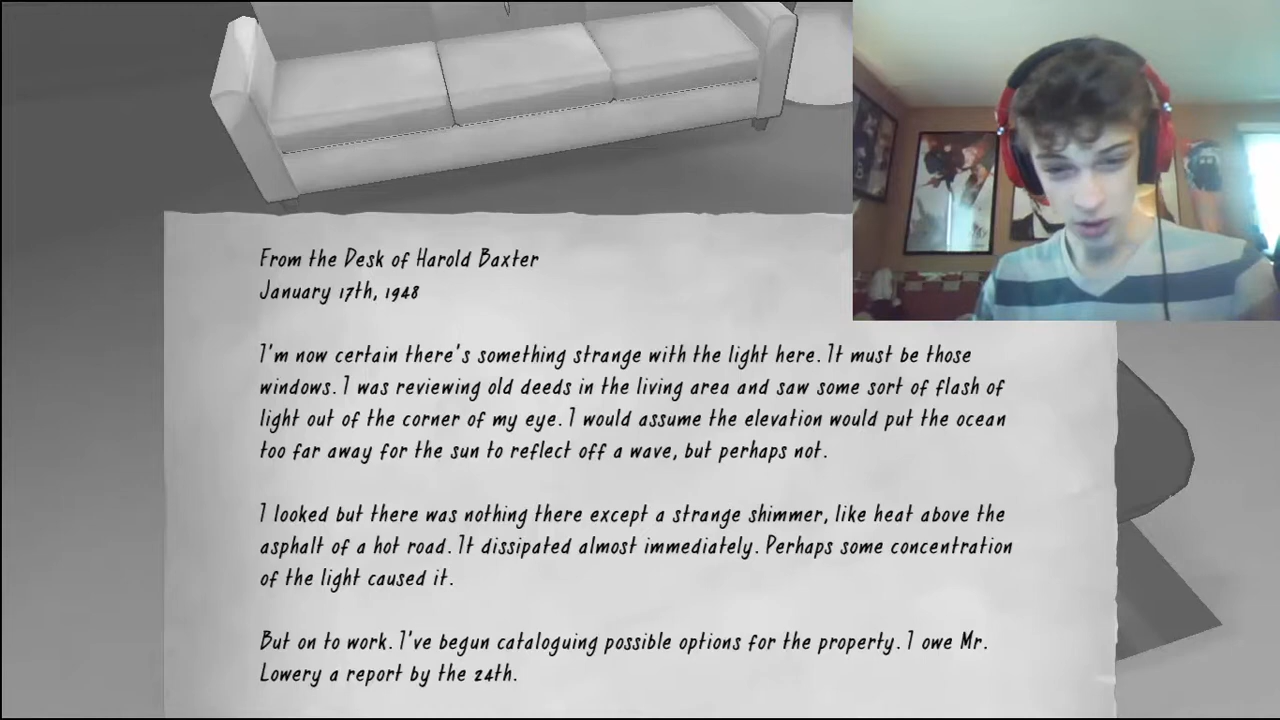 From the Desk of Harold Baxter
January 17th, 1948
I'm now certain there's something strange with the light here. It must be those
windows. I was reviewing old deeds in the living area and saw some sort of flash of
light out of the corner of my eye. I would assume the elevation would put the ocean
too far away for the sun to reflect off a wave, but perhaps not.
I looked but there was nothing there except a strange shimmer, like heat above the
asphalt of a hot road. It dissipated almost immediately. Perhaps some concentration
of the light caused it.
But on to work. I've begun cataloguing possible options for the property. I owe Mr.
Lowery a report by the 24th.